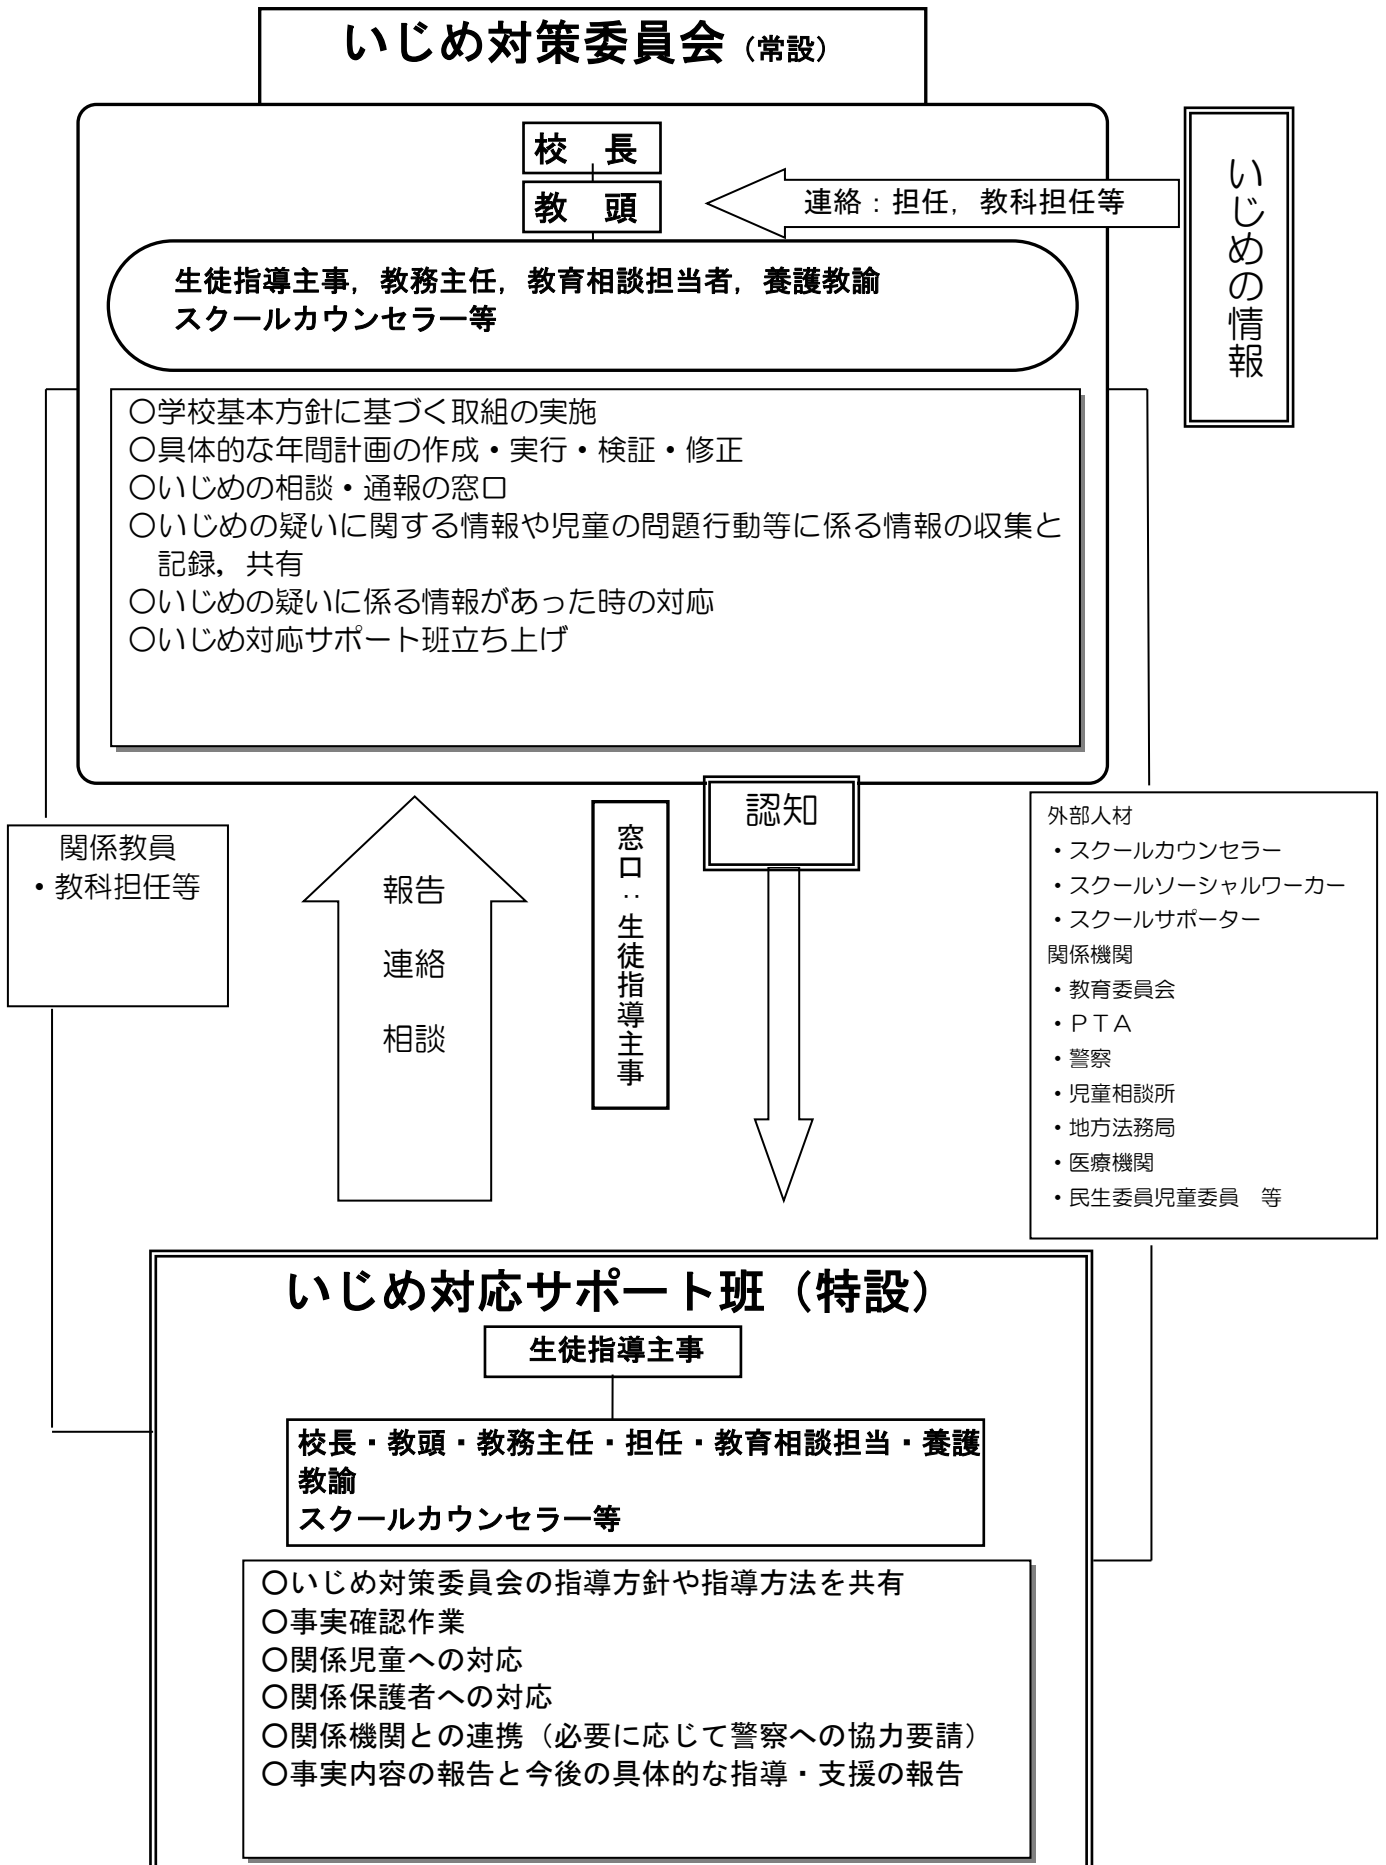 いじめ対策委員会（常設）
校　長
教　頭
連絡：担任，教科担任等
いじめの情報
生徒指導主事，教務主任，教育相談担当者，養護教諭
スクールカウンセラー等
〇学校基本方針に基づく取組の実施
〇具体的な年間計画の作成・実行・検証・修正
〇いじめの相談・通報の窓口
〇いじめの疑いに関する情報や児童の問題行動等に係る情報の収集と
記録，共有
〇いじめの疑いに係る情報があった時の対応
〇いじめ対応サポート班立ち上げ
関係教員
・教科担任等
報告
連絡
相談
窓口：生徒指導主事
認知
外部人材
・スクールカウンセラー
・スクールソーシャルワーカー
・スクールサポーター
関係機関
・教育委員会
・ＰＴＡ
・警察
・児童相談所
・地方法務局
・医療機関
・民生委員児童委員　等
いじめ対応サポート班（特設）
生徒指導主事
校長・教頭・教務主任・担任・教育相談担当・養護
教諭
スクールカウンセラー等
〇いじめ対策委員会の指導方針や指導方法を共有
〇事実確認作業
〇関係児童への対応
〇関係保護者への対応
〇関係機関との連携（必要に応じて警察への協力要請）
〇事実内容の報告と今後の具体的な指導・支援の報告